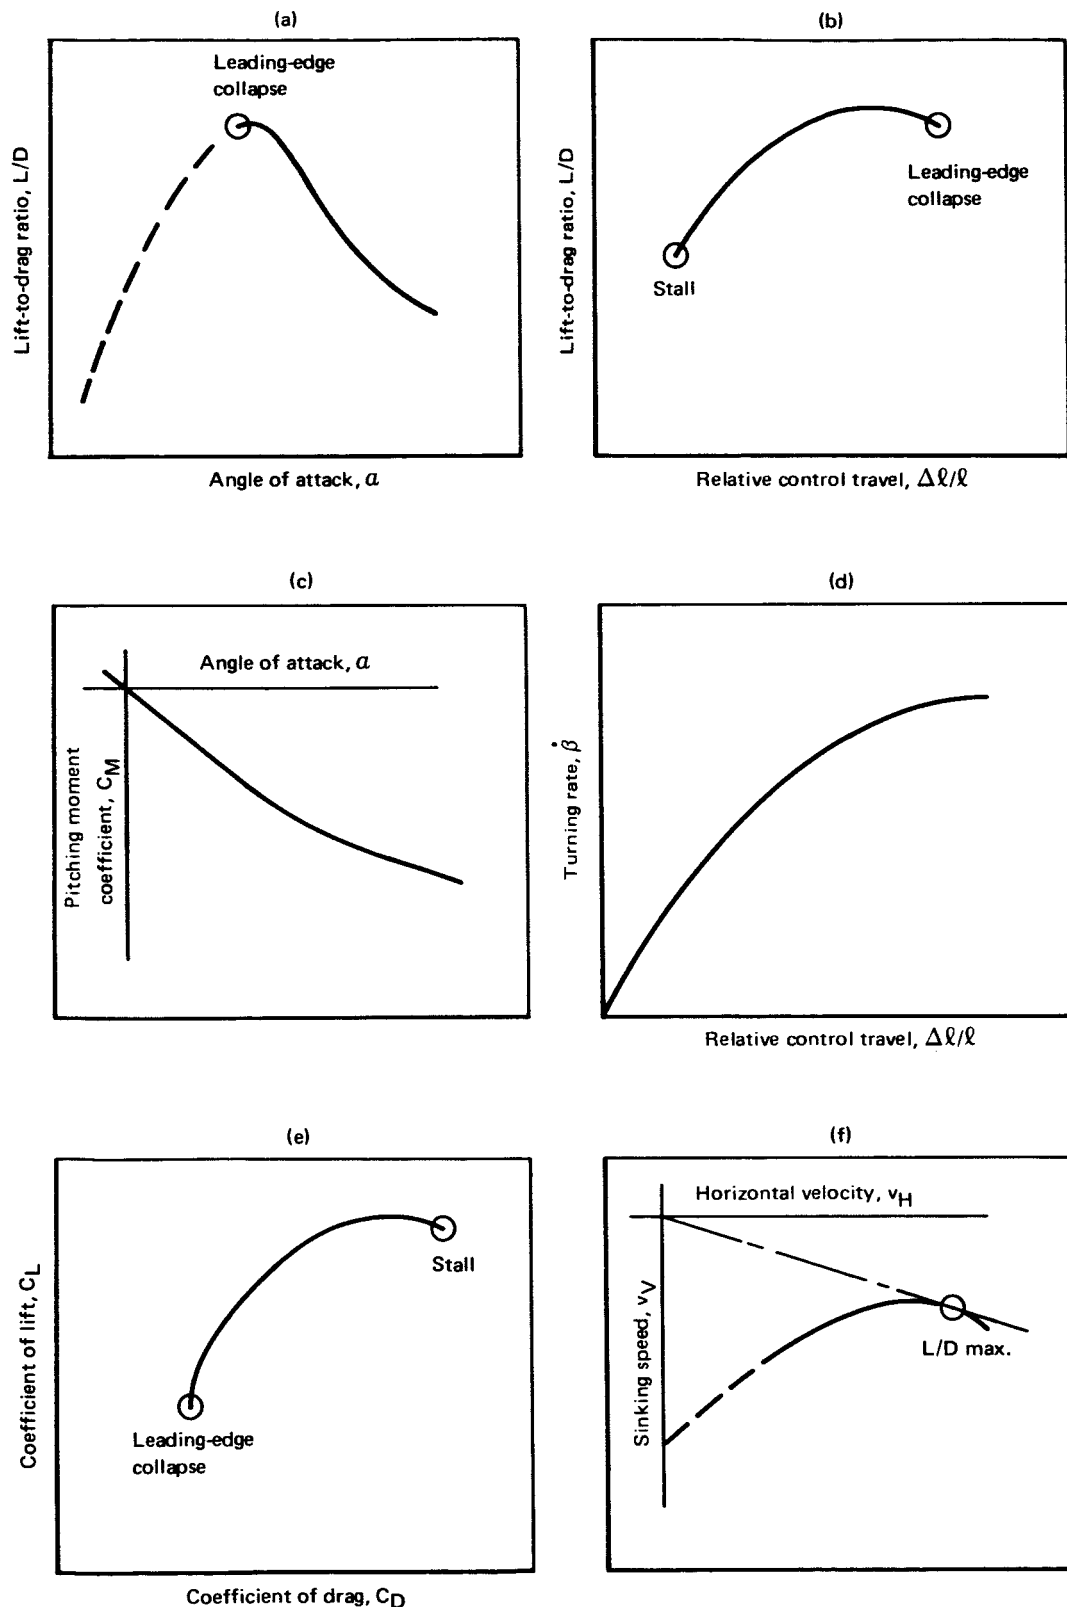 (a)
Leading-edge
collapse
Lift-to-drag ratio, L/D
Angle of attack, α
(b)
Lift-to-drag ratio, L/D
Leading-edge
collapse
Stall
Relative control travel, Δℓ/ℓ
(c)
Angle of attack, α
Pitching moment
coefficient, C_M
(d)
Turning rate, β̇
Relative control travel, Δℓ/ℓ
(e)
Stall
Coefficient of lift, C_L
Leading-edge
collapse
Coefficient of drag, C_D
(f)
Horizontal velocity, v_H
Sinking speed, v_V
L/D max.